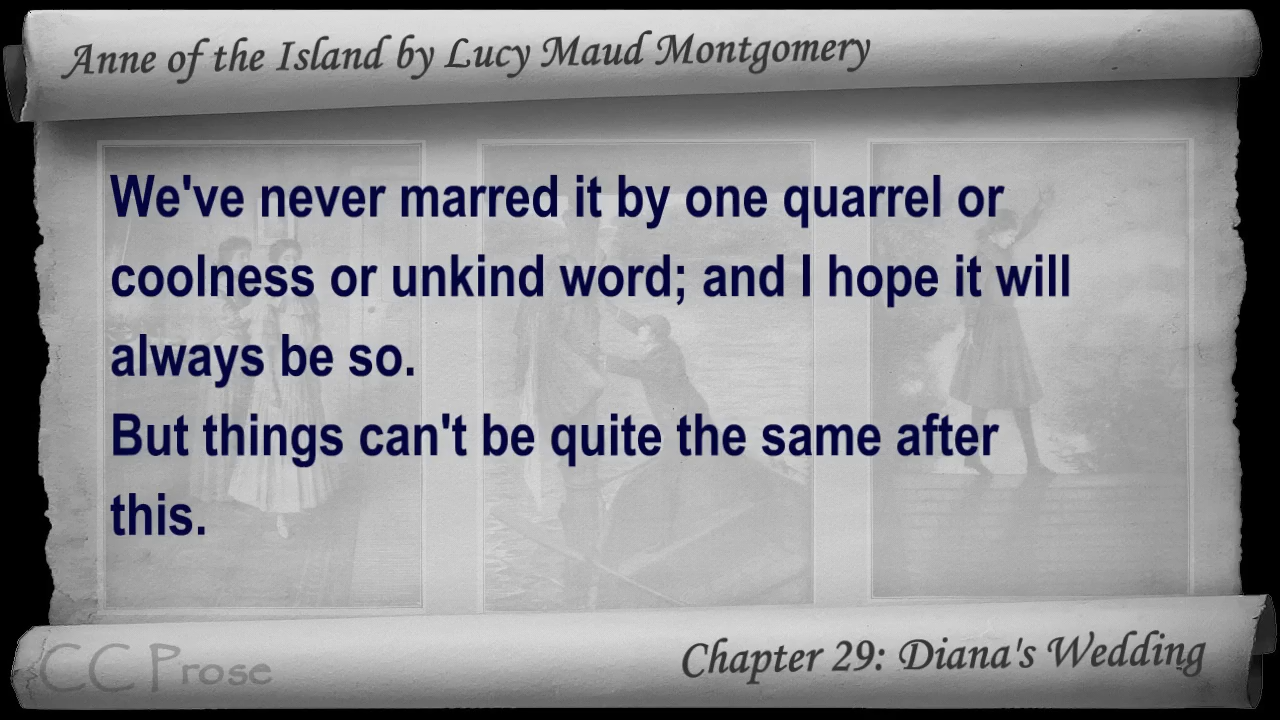 Anne of the Island by Lucy Maud Montgomery
We've never marred it by one quarrel or
coolness or unkind word; and I hope it will
always be so.
But things can't be quite the same after
this.
CC Prose
Chapter 29: Diana's Wedding